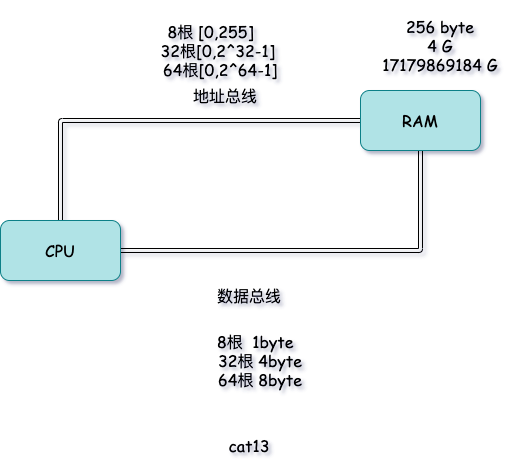 8根 [0,255]
32根[0,2^32-1]
64根[0,2^64-1]
地址总线
256 byte
4 G
17179869184 G
RAM
CPU
数据总线
8根 1byte
32根 4byte
64根 8byte
cat13